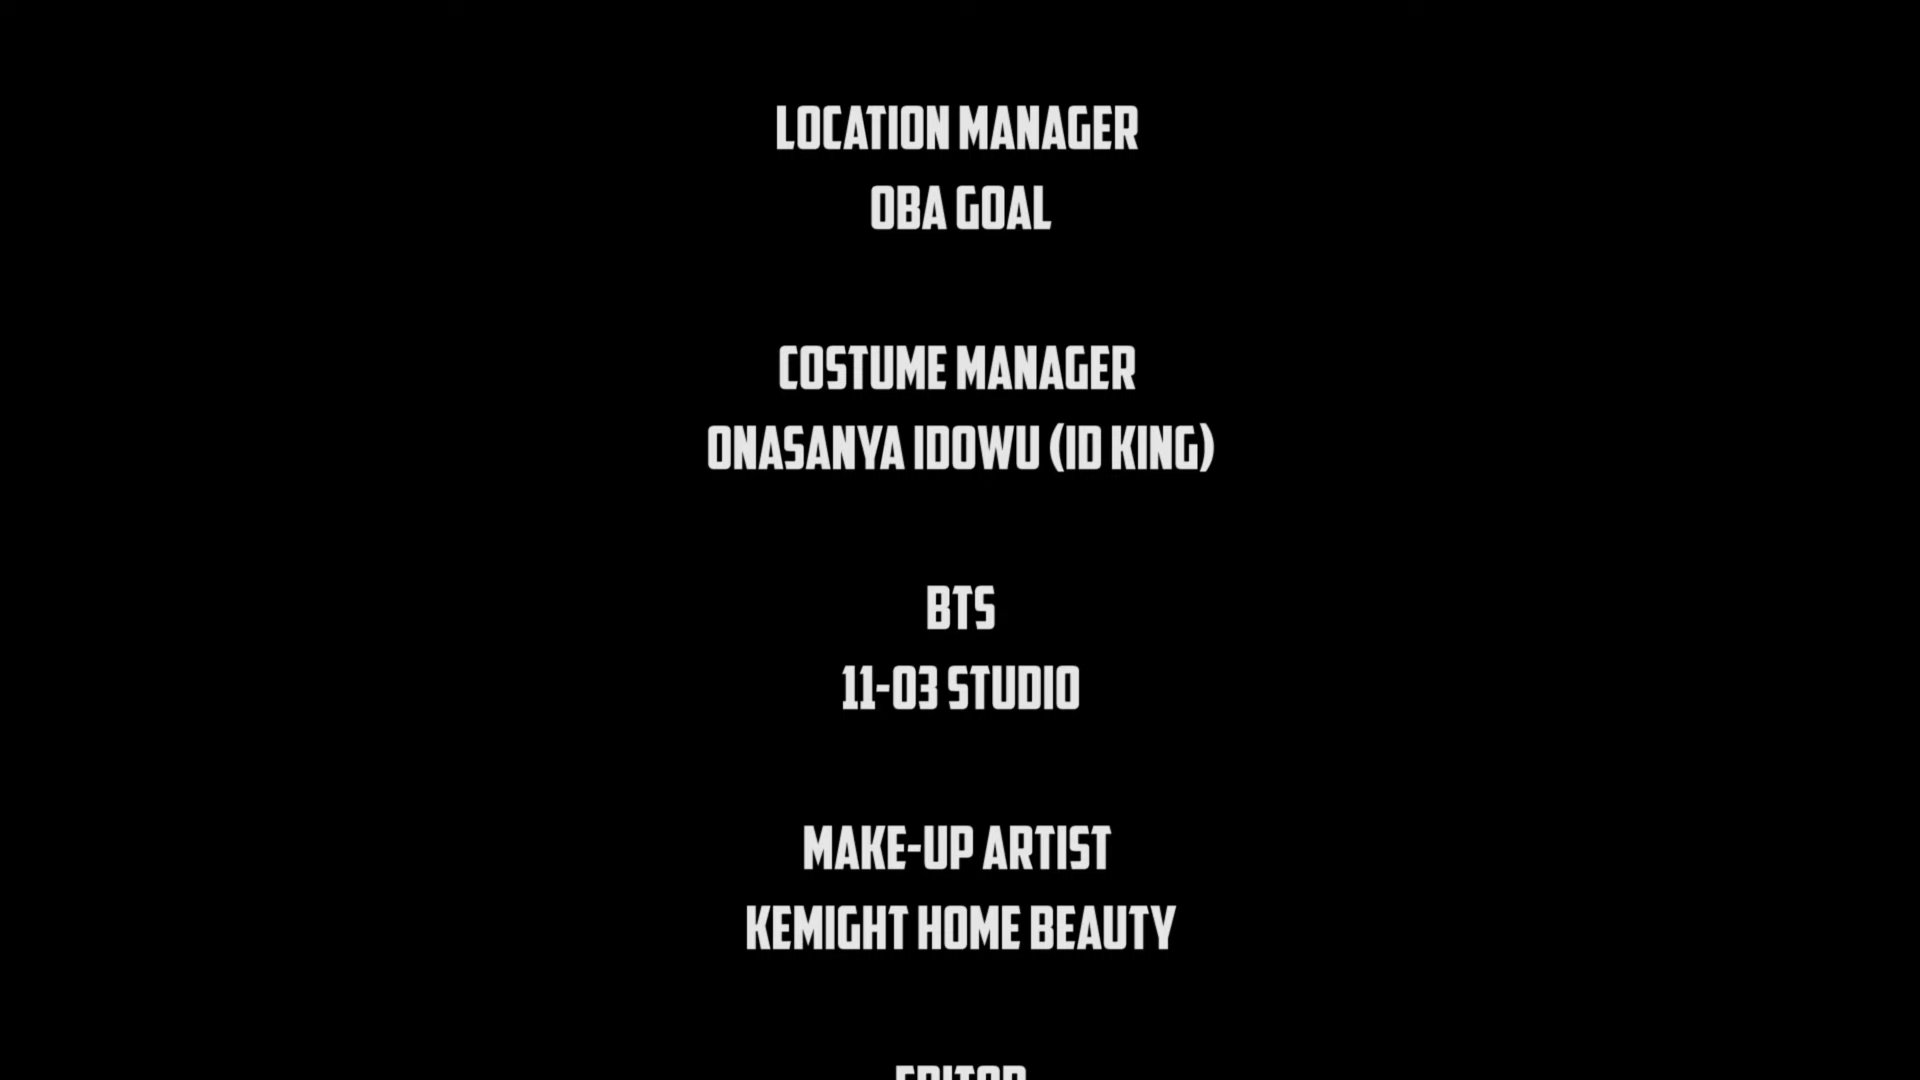 LOCATION MANAGER
OBA GOAL
COSTUME MANAGER
ONASANYA IDOWU (ID KING)
BTS
11-03 STUDIO
MAKE-UP ARTIST
KEMIGHT HOME BEAUTY
EDITOR